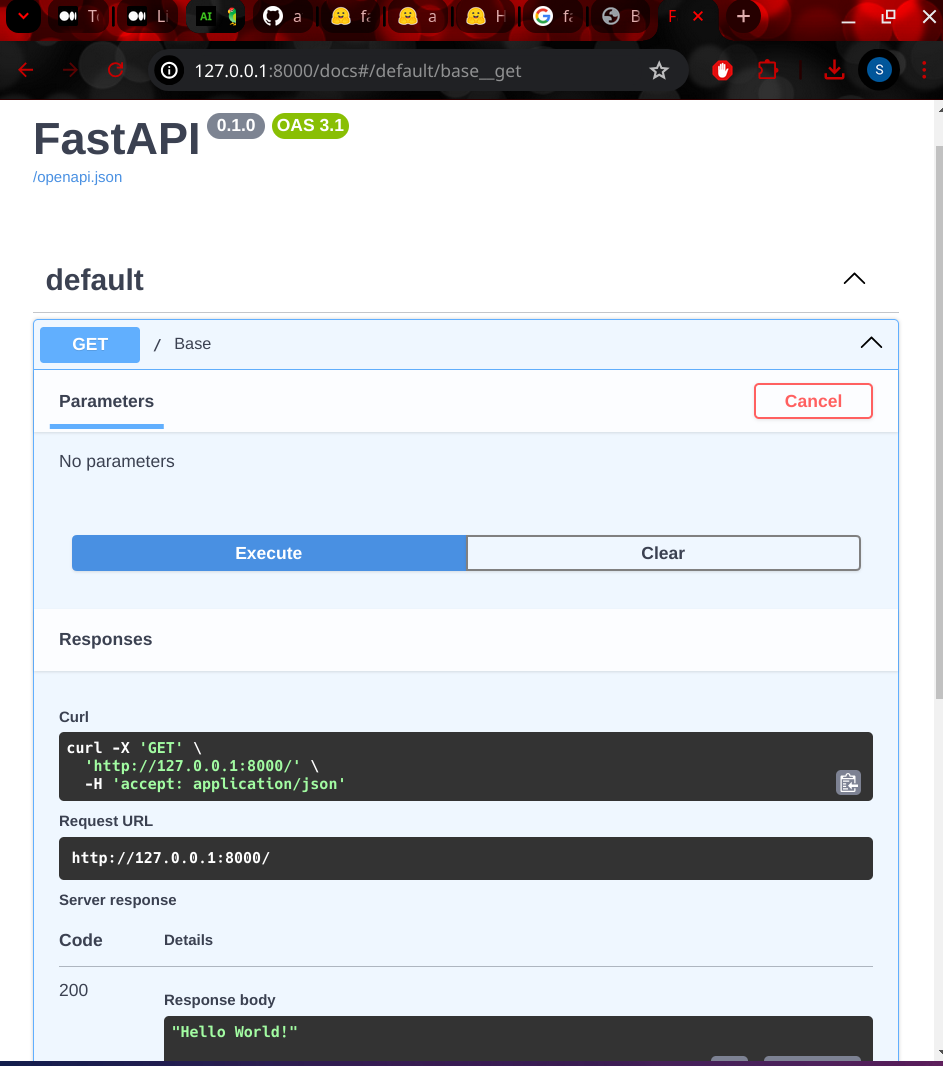 T
Li
AI
a
fa
a
H
fa
B
F
127.0.0.1:8000/docs#/default/base__get
S
FastAPI 0.1.0 OAS 3.1
/openapi.json
default
GET / Base
Parameters Cancel
No parameters
Execute Clear
Responses
Curl
curl -X 'GET' \
'http://127.0.0.1:8000/' \
-H 'accept: application/json'
Request URL
http://127.0.0.1:8000/
Server response
Code Details
200
Response body
"Hello World!"